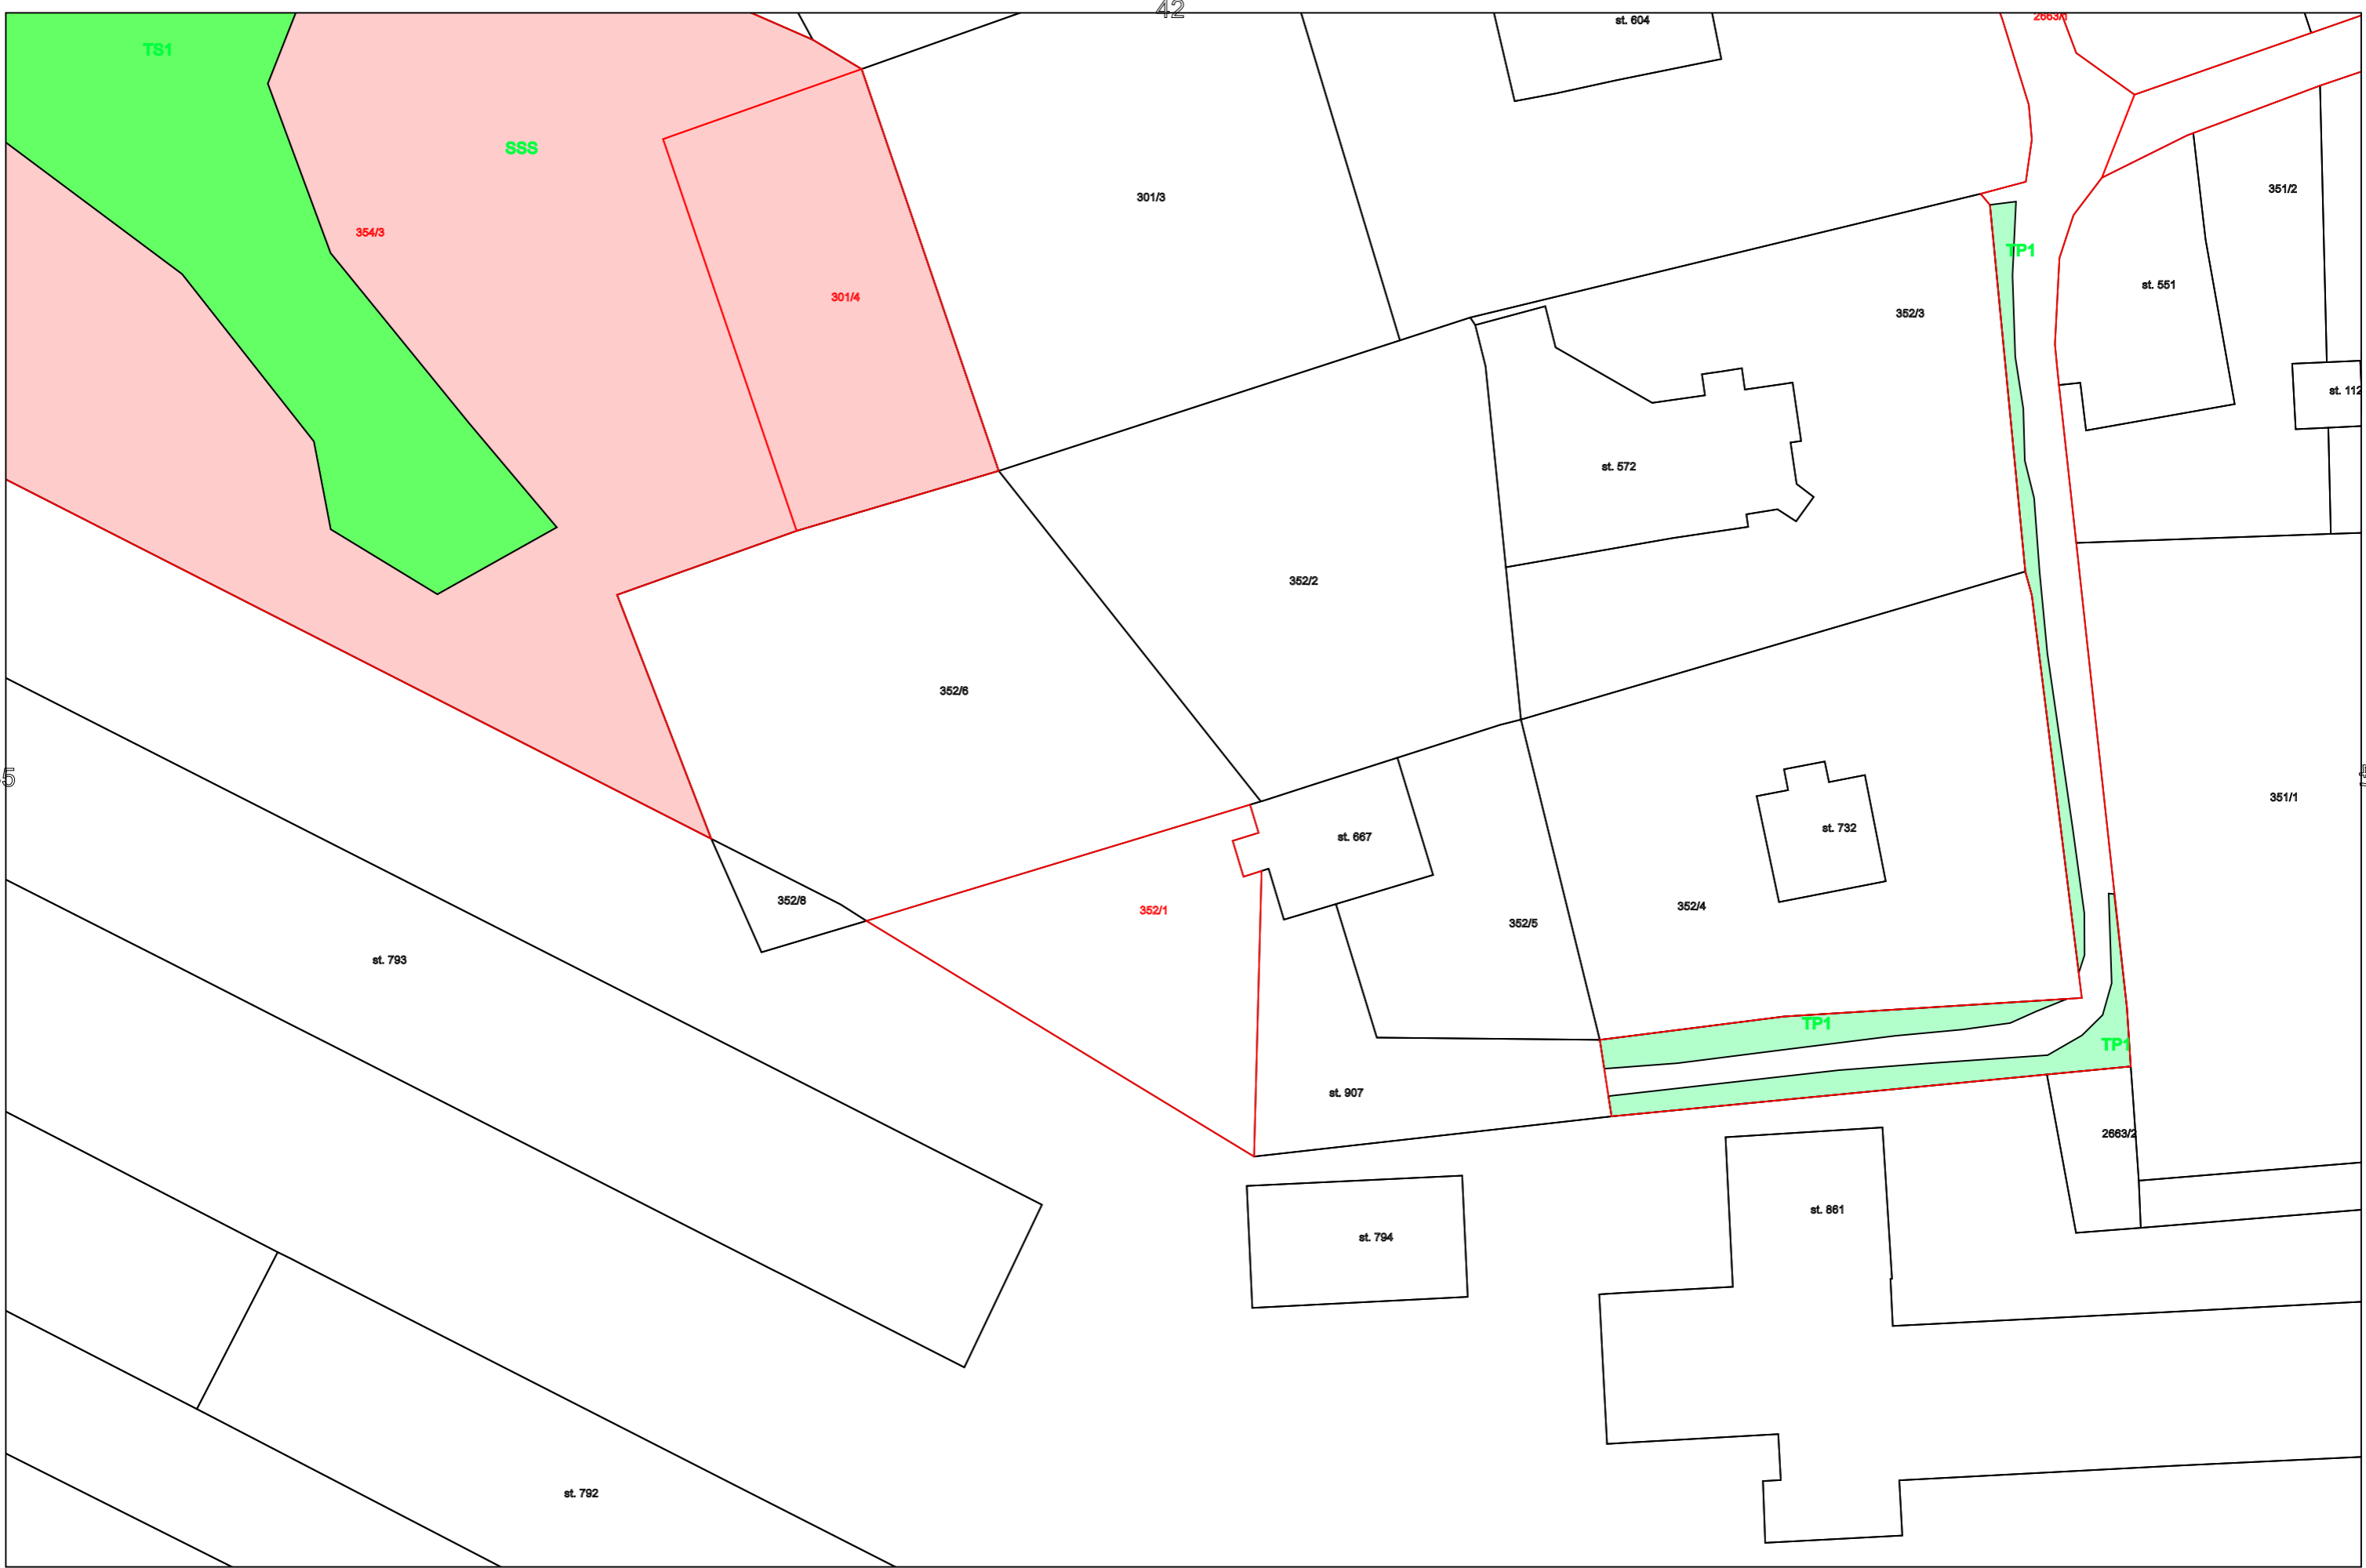 42
st. 604
2663/1
TS1
SSS
351/2
301/3
354/3
TP1
st. 551
301/4
352/3
st. 112
st. 572
352/2
352/6
5
351/1
st. 732
st. 667
352/8
352/1
352/4
352/5
st. 793
TP1
TP1
st. 907
2663/2
st. 861
st. 794
st. 792